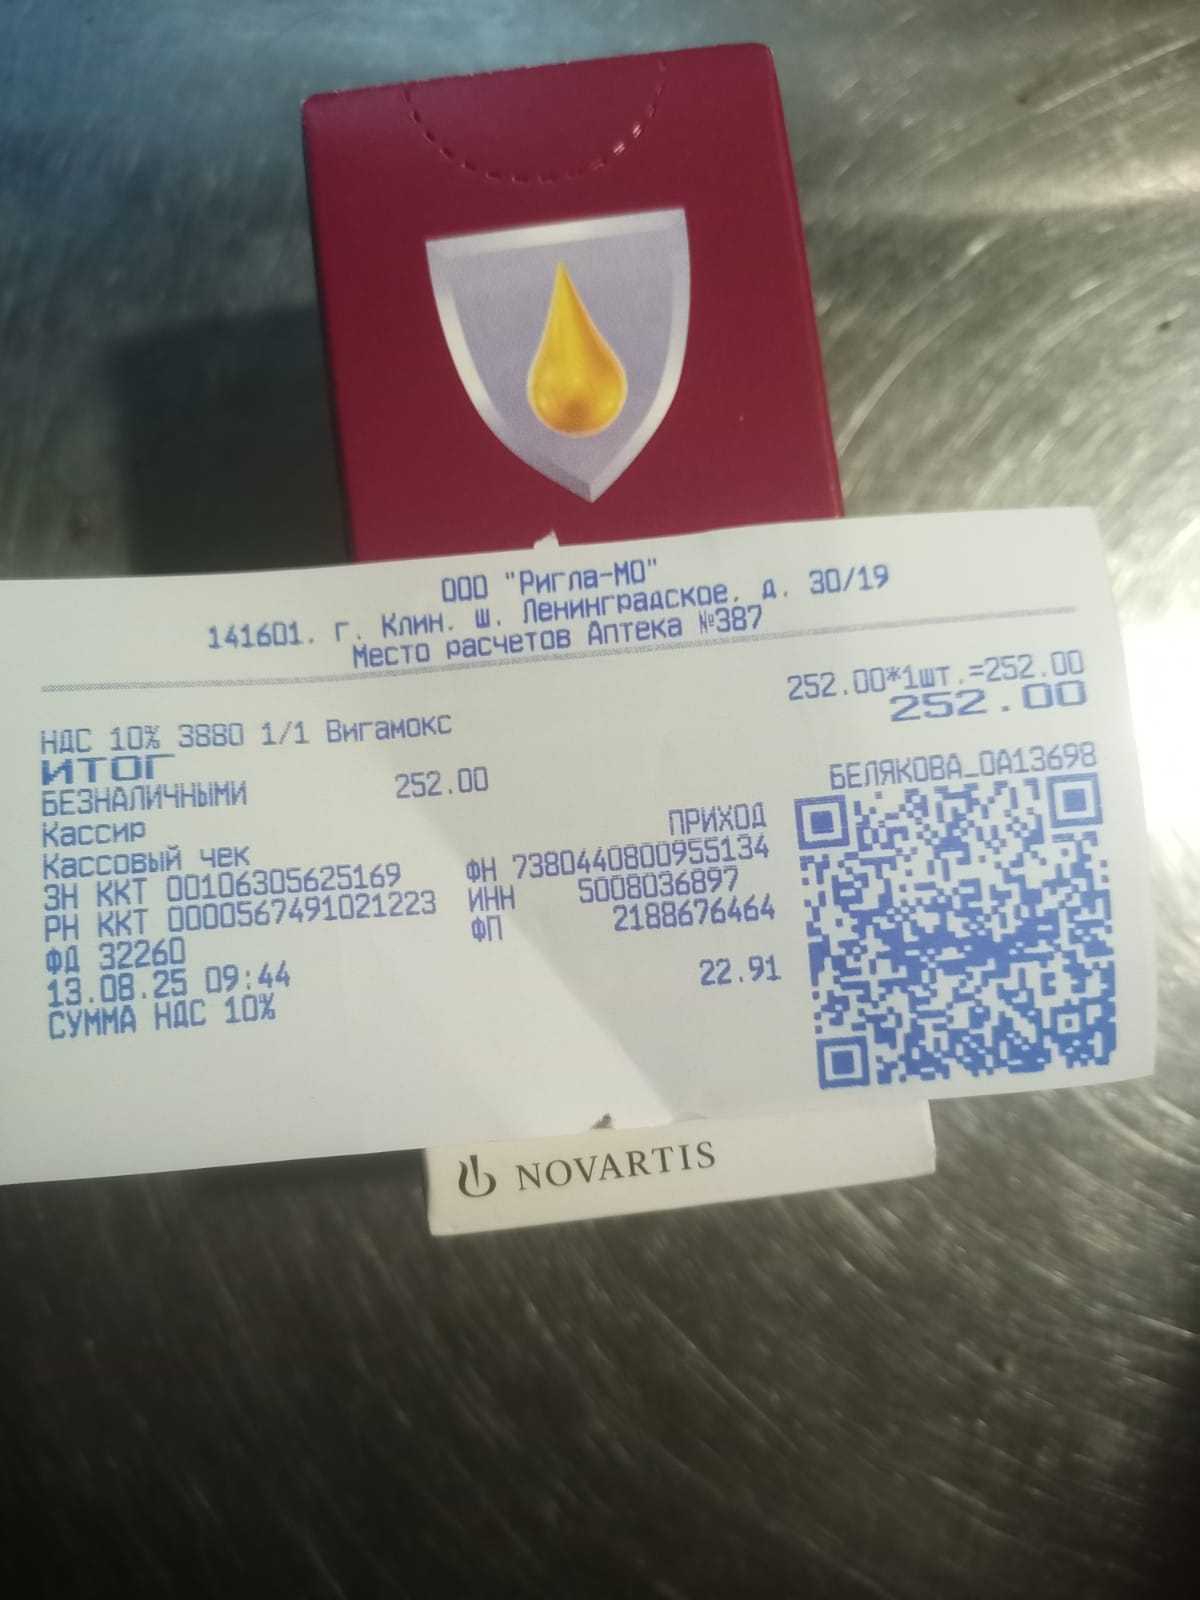 ООО "Ригла-МО"
141601. г. Клин. ш. Ленинградское. д. 30/19
Место расчетов Аптека №387
252.00*1шт.=252.00
НДС 10% 3880 1/1 Вигамокс
ИТОГ 252.00
БЕЗНАЛИЧНЫМИ 252.00
Кассир БЕЛЯКОВА_ОА13698
Кассовый чек ПРИХОД
ЗН ККТ 00106305625169 ФН 7380440800955134
РН ККТ 0000567491021223 ИНН 5008036897
ФД 32260 ФП 2188676464
13.08.25 09:44
СУММА НДС 10% 22.91
NOVARTIS